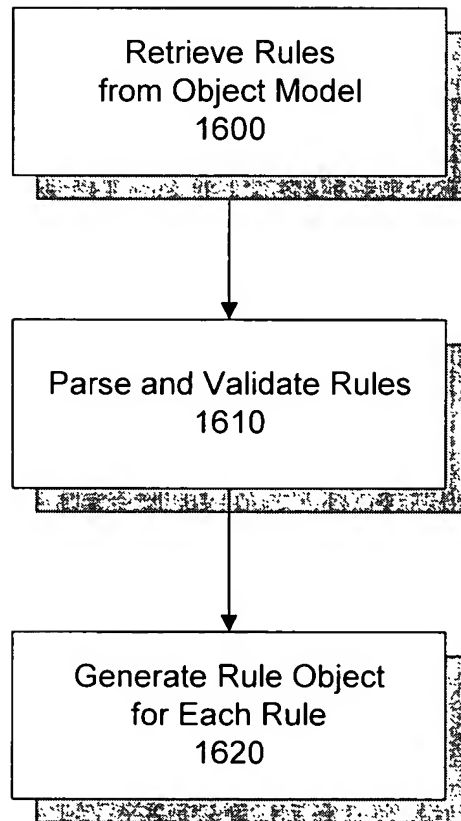 Retrieve Rules
from Object Model
1600
Parse and Validate Rules
1610
Generate Rule Object
for Each Rule
1620